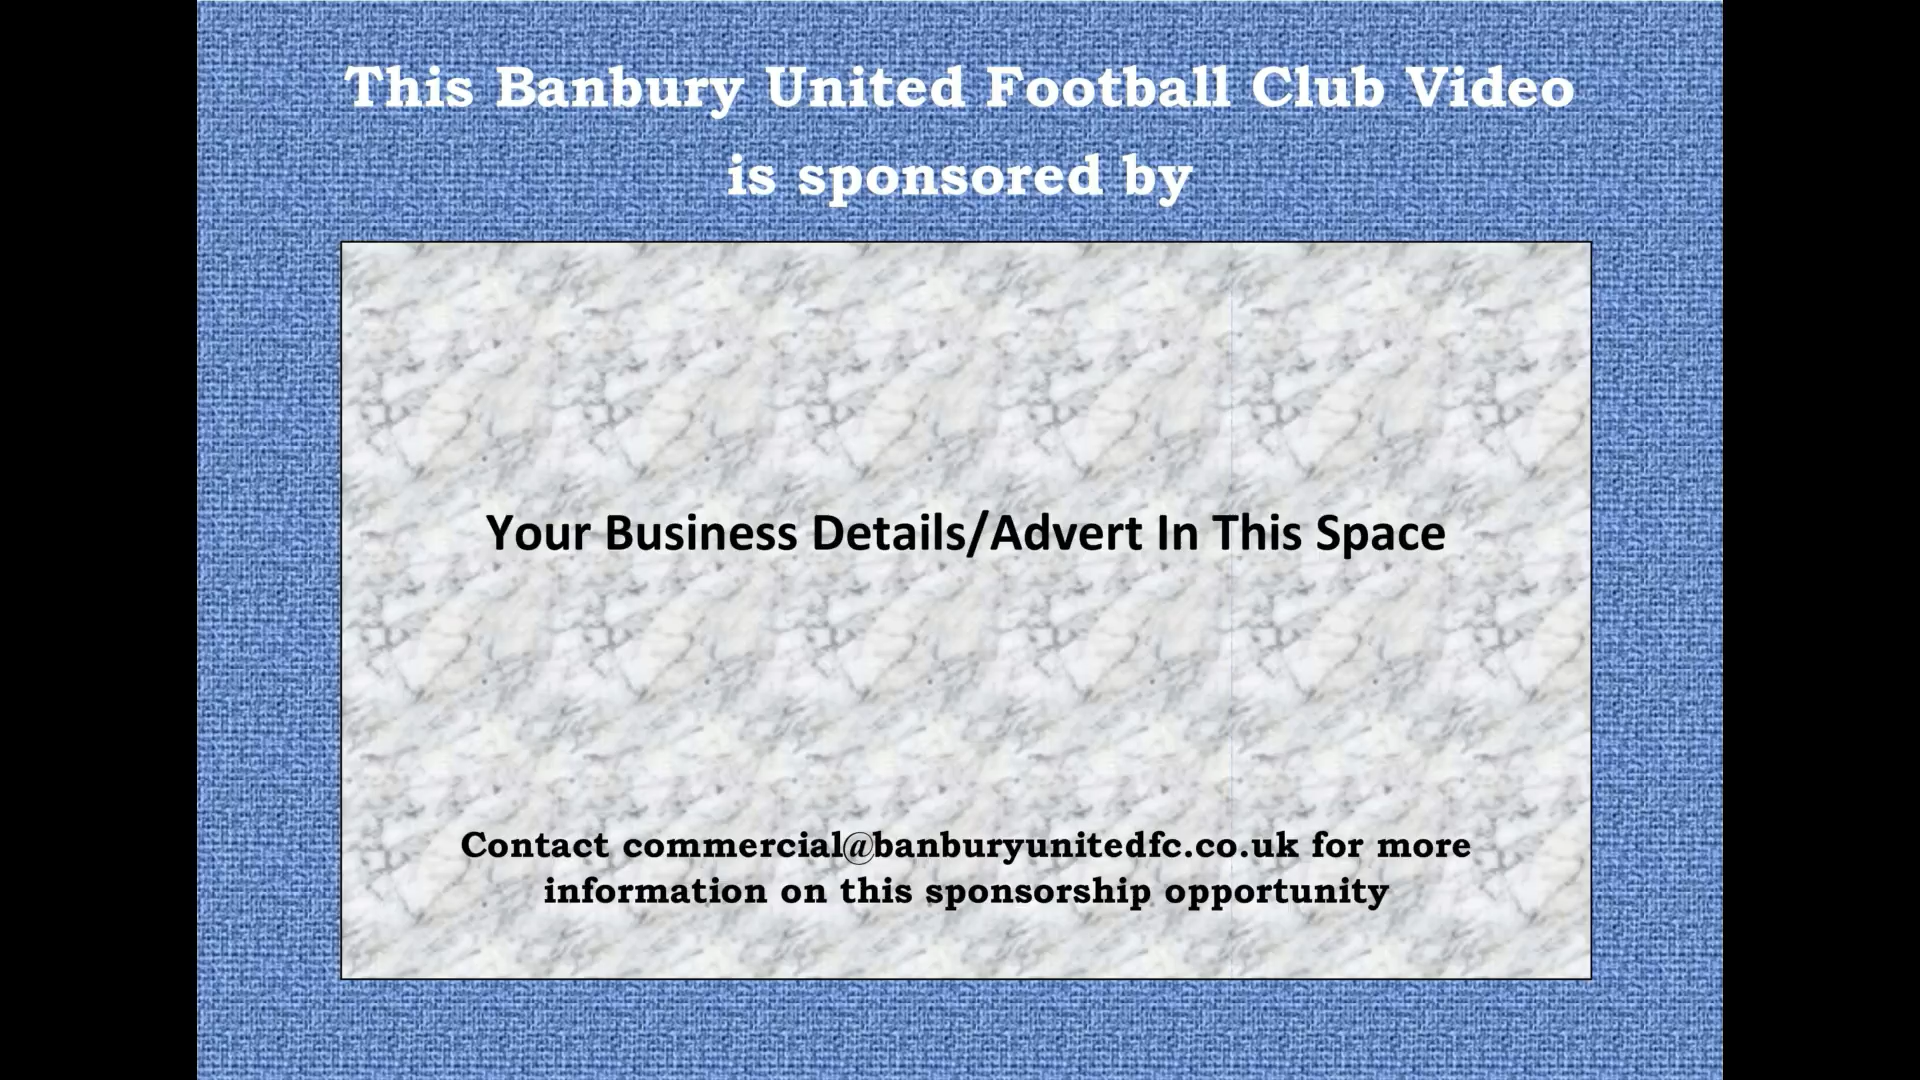 This Banbury United Football Club Video
is sponsored by
Your Business Details/Advert In This Space
Contact commercial@banburyunitedfc.co.uk for more
information on this sponsorship opportunity